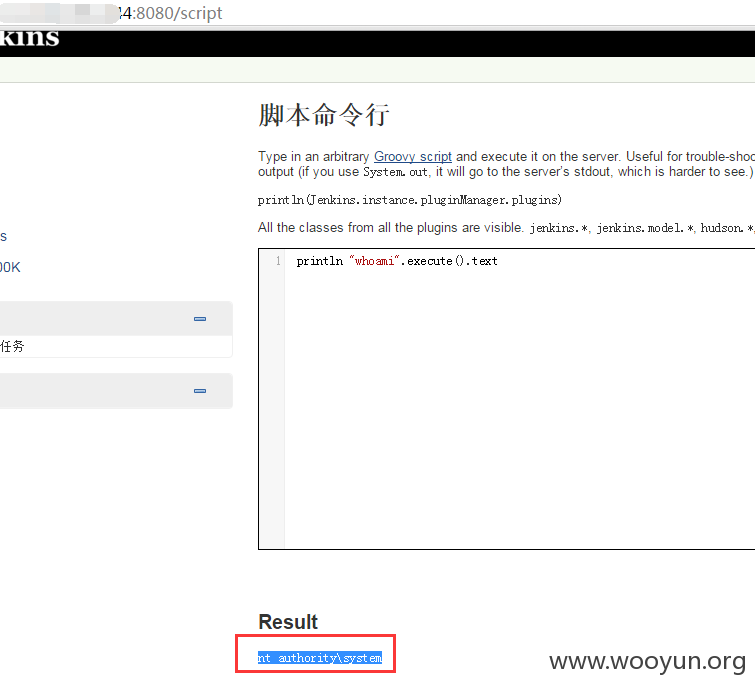 44:8080/script
kins
脚本命令行
Type in an arbitrary Groovy script and execute it on the server. Useful for trouble-shoo
output (if you use System.out, it will go to the server's stdout, which is harder to see.)
println(Jenkins.instance.pluginManager.plugins)
All the classes from all the plugins are visible. jenkins.*, jenkins.model.*, hudson.*,
s
00K
任务
1 println "whoami".execute().text
Result
nt authority\system
www.wooyun.org